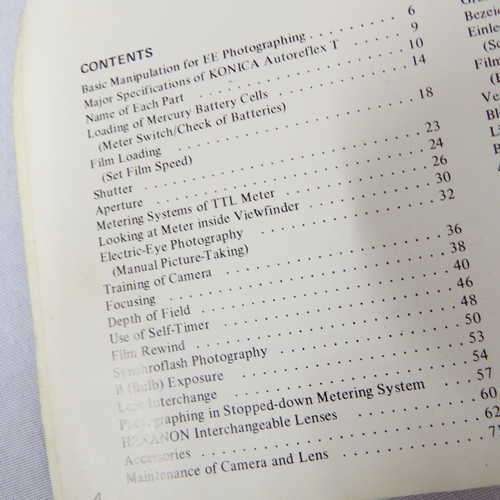 CONTENTS
Basic Manipulation for EE Photographing . . . . . . . . 6
Major Specifications of KONICA Autoreflex T . . . . . 9
Name of Each Part . . . . . . . . . . . . . . . . 10
Loading of Mercury Battery Cells . . . . . . . . . . 14
(Meter Switch/Check of Batteries)
Film Loading . . . . . . . . . . . . . . . . . . 18
(Set Film Speed)
Shutter . . . . . . . . . . . . . . . . . . . . 23
Aperture . . . . . . . . . . . . . . . . . . . 24
Metering Systems of TTL Meter . . . . . . . . . . . 26
Looking at Meter inside Viewfinder . . . . . . . . . 30
Electric-Eye Photography . . . . . . . . . . . . . 32
(Manual Picture-Taking)
Training of Camera . . . . . . . . . . . . . . . 36
Focusing . . . . . . . . . . . . . . . . . . . 38
Depth of Field . . . . . . . . . . . . . . . . . 40
Use of Self-Timer . . . . . . . . . . . . . . . . 46
Film Rewind . . . . . . . . . . . . . . . . . . 48
Synchroflash Photography . . . . . . . . . . . . . 50
B (Bulb) Exposure . . . . . . . . . . . . . . . . 53
Lens Interchange . . . . . . . . . . . . . . . . 54
Photographing in Stopped-down Metering System . . . . 57
HEXANON Interchangeable Lenses . . . . . . . . . . 60
Accessories . . . . . . . . . . . . . . . . . . 62
Maintenance of Camera and Lens . . . . . . . . . .
4
Film